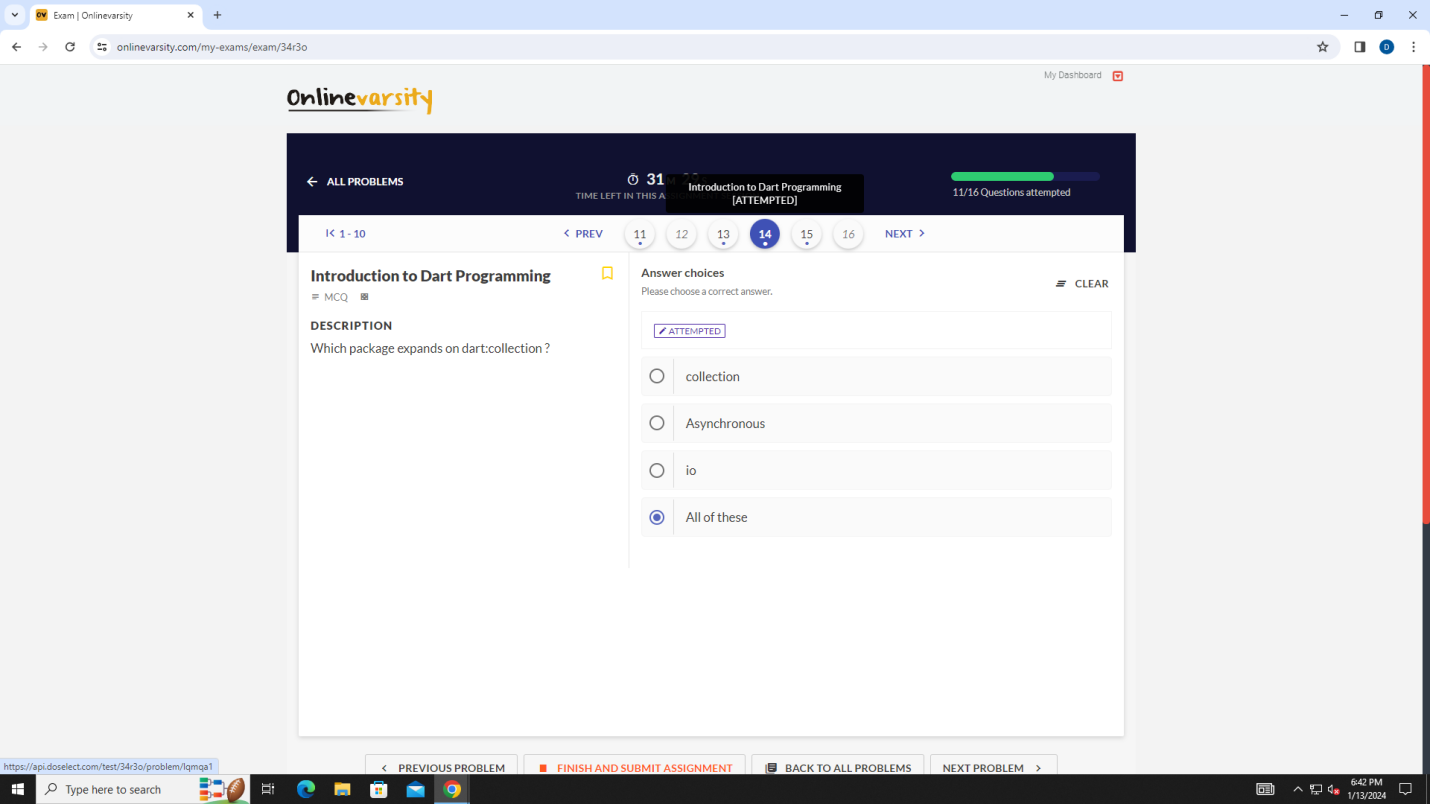 Exam | Onlinevarsity
onlinevarsity.com/my-exams/exam/34r3o
D
My Dashboard
Onlinevarsity
ALL PROBLEMS
31
TIME LEFT IN THIS A
Introduction to Dart Programming
[ATTEMPTED]
11/16 Questions attempted
1 - 10
PREV
11
12
13
14
15
16
NEXT
Introduction to Dart Programming
MCQ
DESCRIPTION
Which package expands on dart:collection ?
Answer choices
Please choose a correct answer.
CLEAR
ATTEMPTED
collection
Asynchronous
io
All of these
PREVIOUS PROBLEM
FINISH AND SUBMIT ASSIGNMENT
BACK TO ALL PROBLEMS
NEXT PROBLEM
https://api.doselect.com/test/34r3o/problem/lqmqa1
Type here to search
6:42 PM
1/13/2024